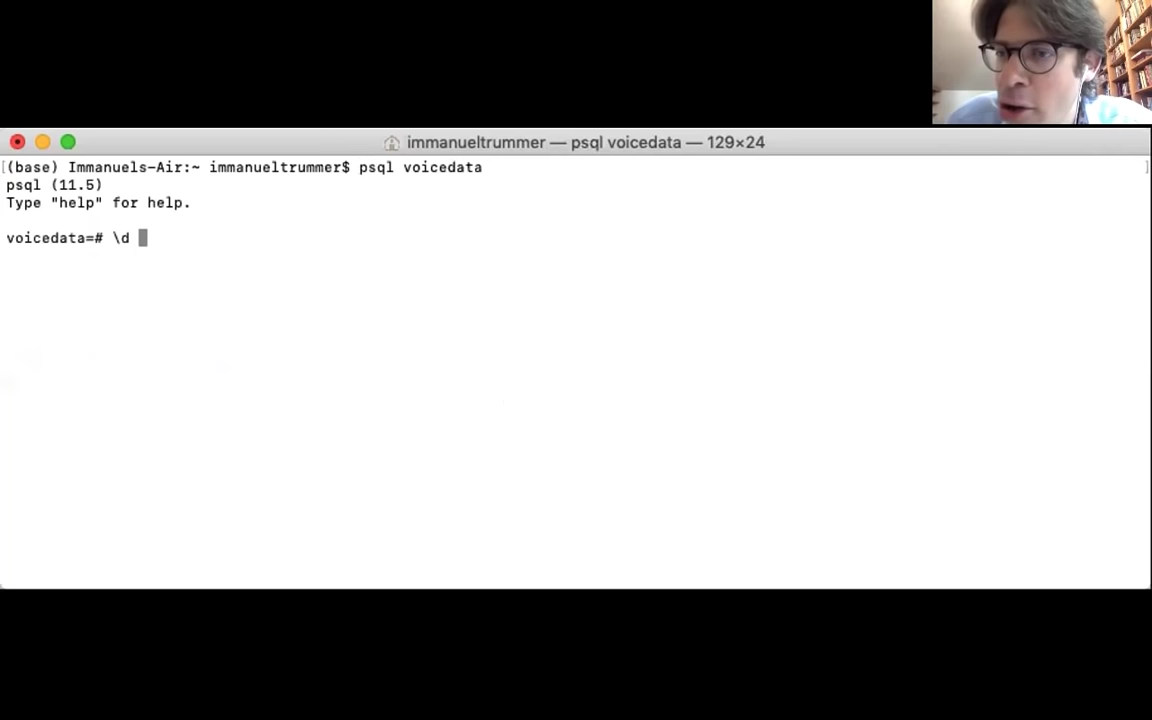 immanueltrummer — psql voicedata — 129×24
[(base) Immanuels-Air:~ immanueltrummer$ psql voicedata ]
psql (11.5)
Type "help" for help.
voicedata=# \d